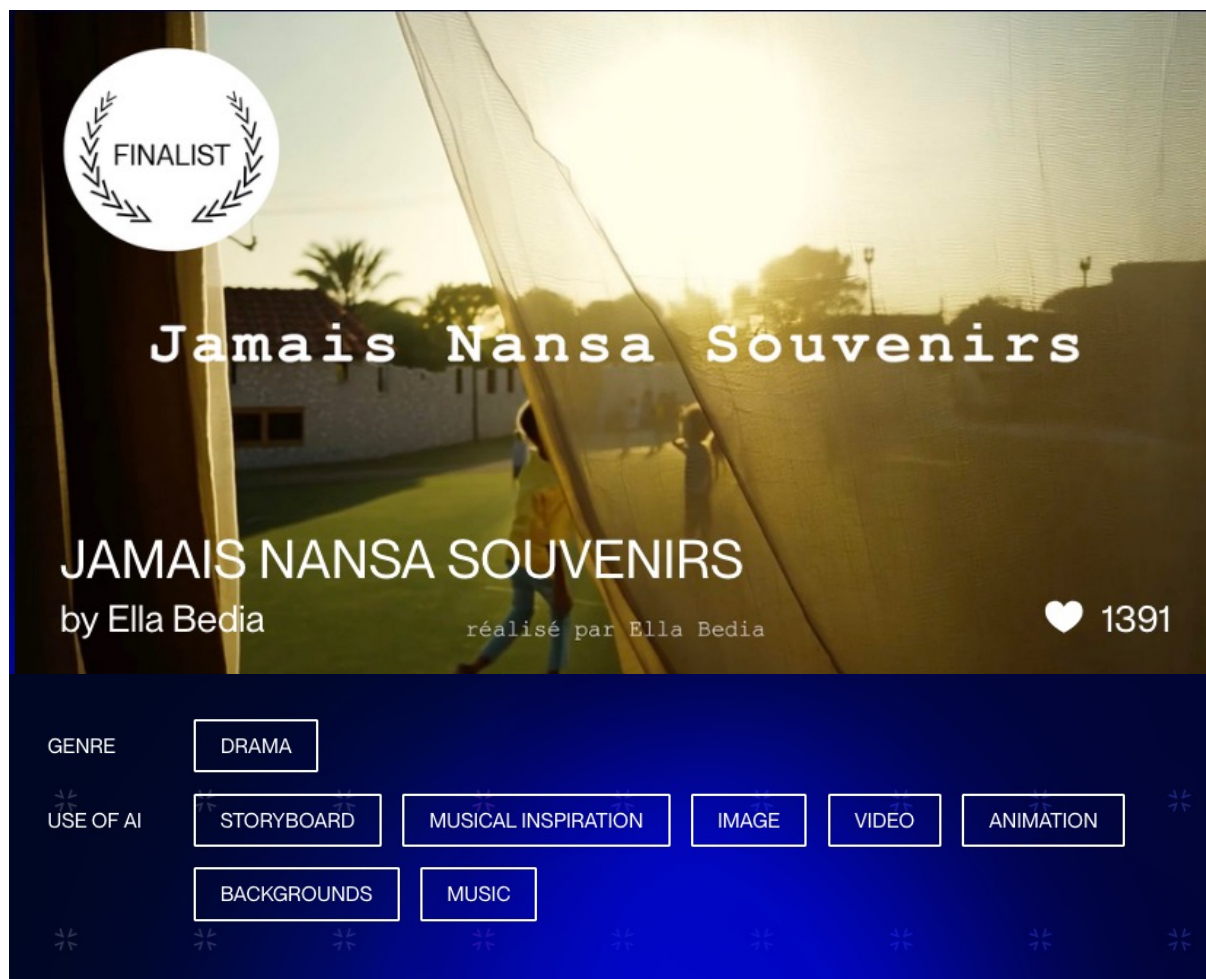 FINALIST
Jamais Nansa Souvenirs
JAMAIS NANSA SOUVENIRS
by Ella Bedia
réalisé par Ella Bedia
1391
GENRE
DRAMA
USE OF AI
STORYBOARD
MUSICAL INSPIRATION
IMAGE
VIDEO
ANIMATION
BACKGROUNDS
MUSIC